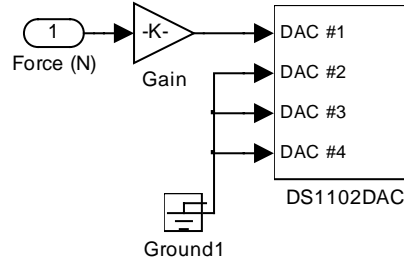 1
Force (N)
-K-
Gain
DAC #1
DAC #2
DAC #3
DAC #4
DS1102DAC
Ground1